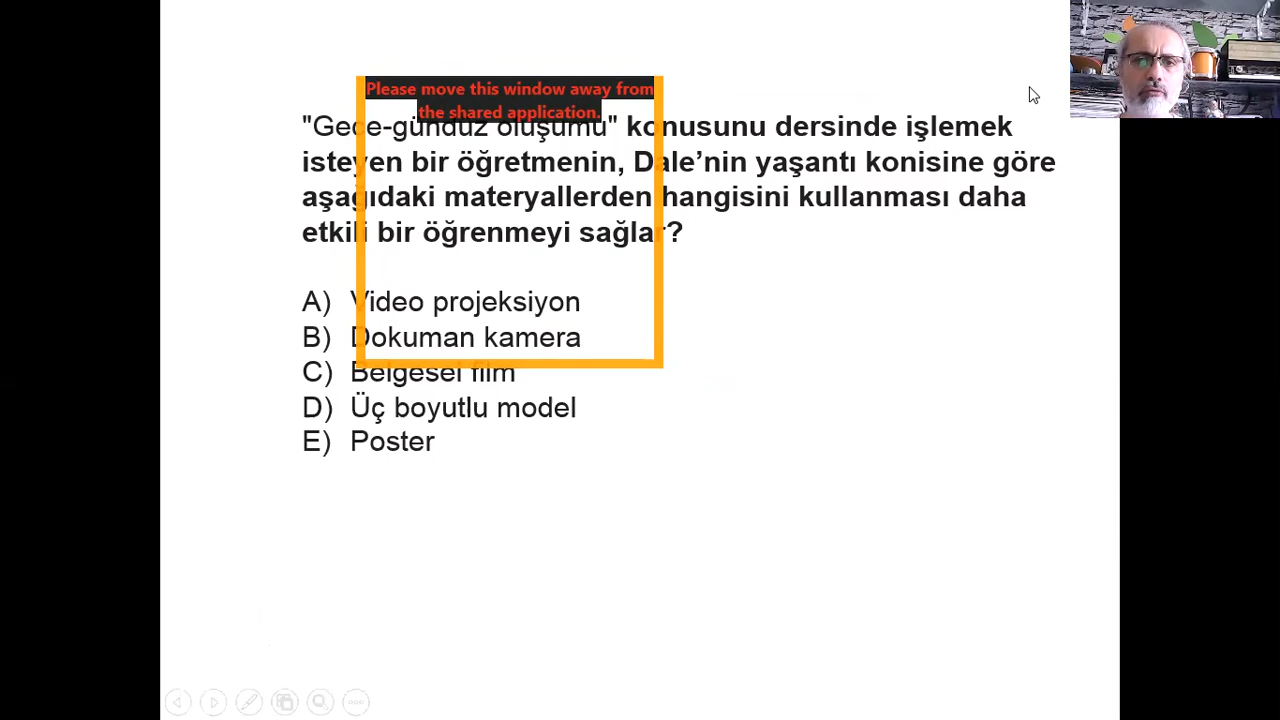 Please move this window away from
the shared application.
"Gece-gündüz oluşumu" konusunu dersinde işlemek
isteyen bir öğretmenin, Dale’nin yaşantı konisine göre
aşağıdaki materyallerden hangisini kullanması daha
etkili bir öğrenmeyi sağlar?
A) Video projeksiyon
B) Dokuman kamera
C) Belgesel film
D) Üç boyutlu model
E) Poster